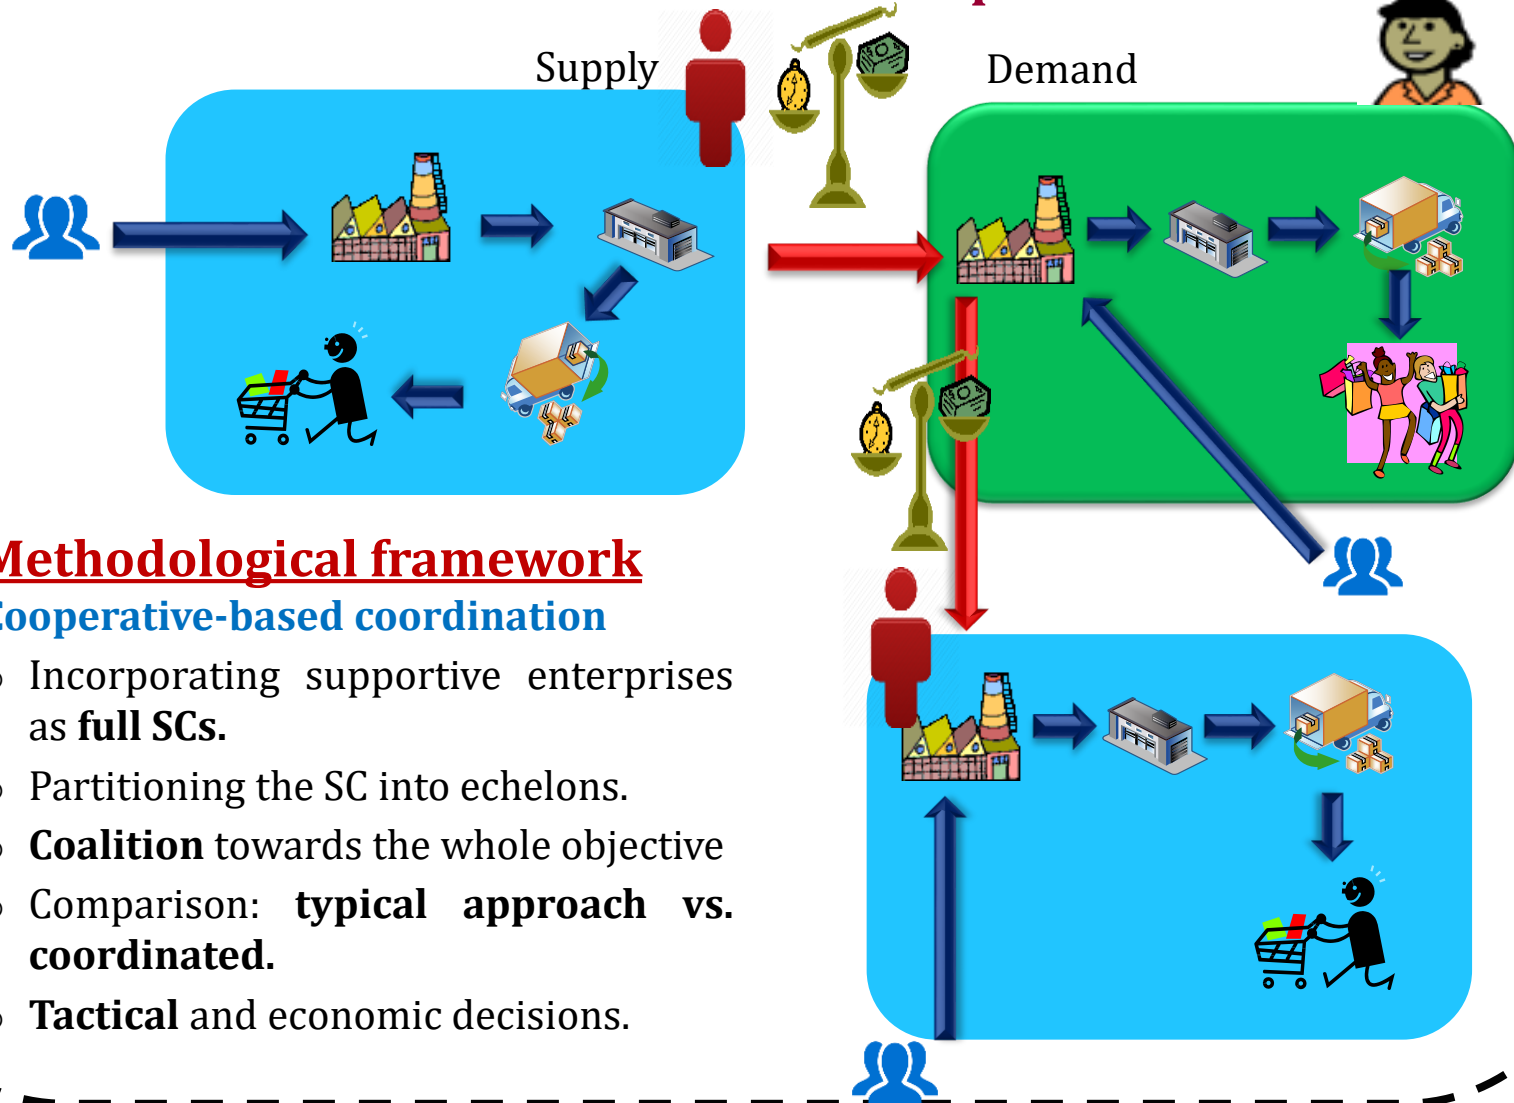 Supply
Demand
Methodological framework
Cooperative-based coordination
Incorporating supportive enterprises
as full SCs.
Partitioning the SC into echelons.
Coalition towards the whole objective
Comparison: typical approach vs.
coordinated.
Tactical and economic decisions.